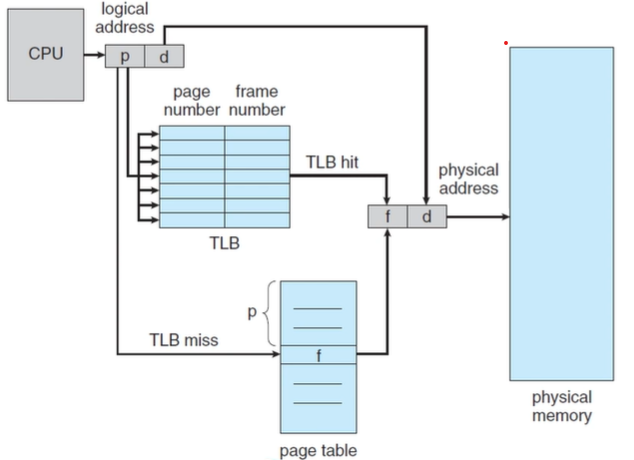 logical
address
CPU
p
d
page
number
frame
number
TLB hit
physical
address
f
d
TLB
p
TLB miss
f
physical
memory
page table